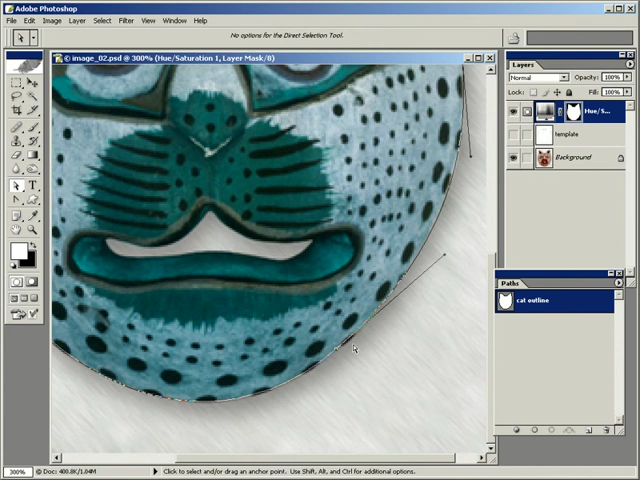 Adobe Photoshop
File Edit Image Layer Select Filter View Window Help
No options for the Direct Selection Tool.
© image_02.psd @ 300% (Hue/Saturation 1, Layer Mask/8)
Layers
Normal
Opacity: 100%
Lock:
Fill: 100%
Hue/S...
template
Background
T
Paths
cat outline
300%
Doc: 400.8K/1.04M
Click to select and/or drag an anchor point. Use Shift, Alt, and Ctrl for additional options.